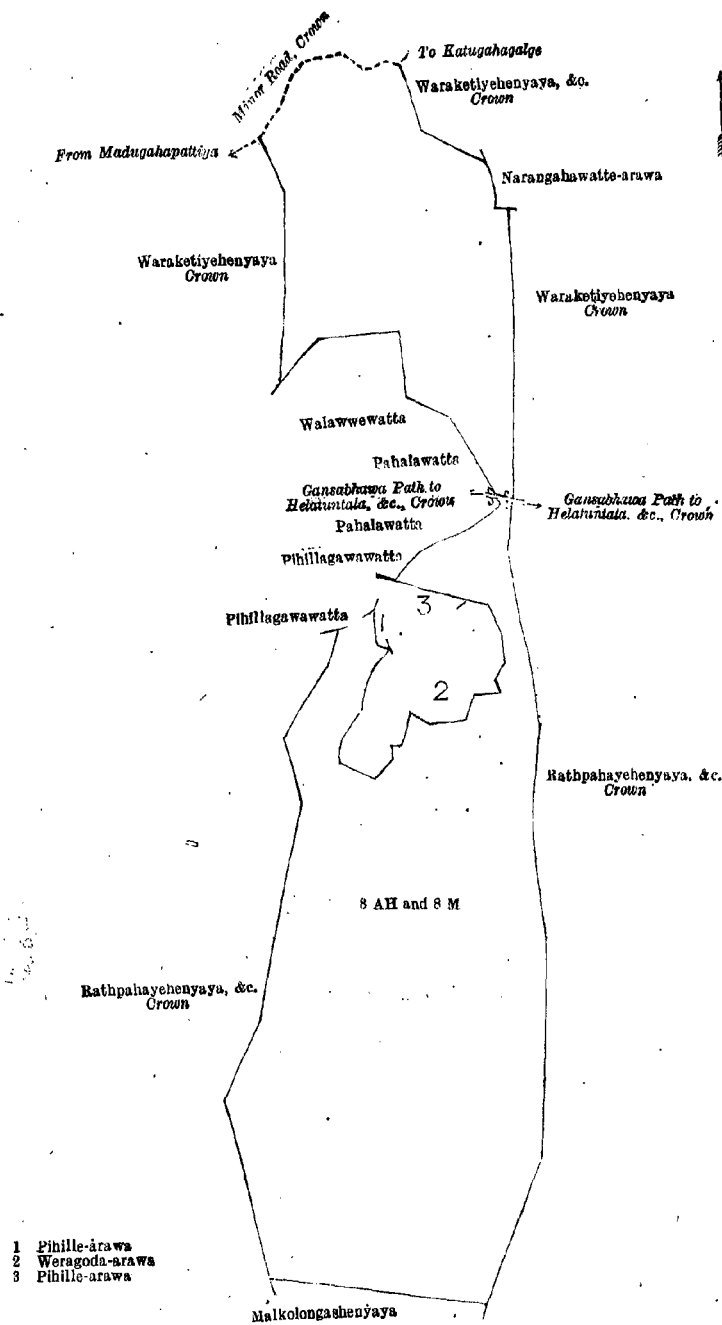 Minor Road, Crown
To Katugahagalge
Waraketiyehenyaya, &c.
Crown
From Madugahapattiya
Narangahawatte-arawa
Waraketiyehenyaya
Crown
Waraketiyehenyaya
Crown
Walawwewatta
Pahalawatta
Gansabhawa Path to
Helatuntala, &c., Crown
Gansabhawa Path to
Helatuntala, &c., Crown
Pahalawatta
Pihillagawawatta
3
1
Pihillagawawatta
2
Rathpahayehenyaya, &c.
Crown
8 AH and 8 M
Rathpahayehenyaya, &c.
Crown
1 Pihille-arawa
2 Weragoda-arawa
3 Pihille-arawa
Malkolongashenyaya